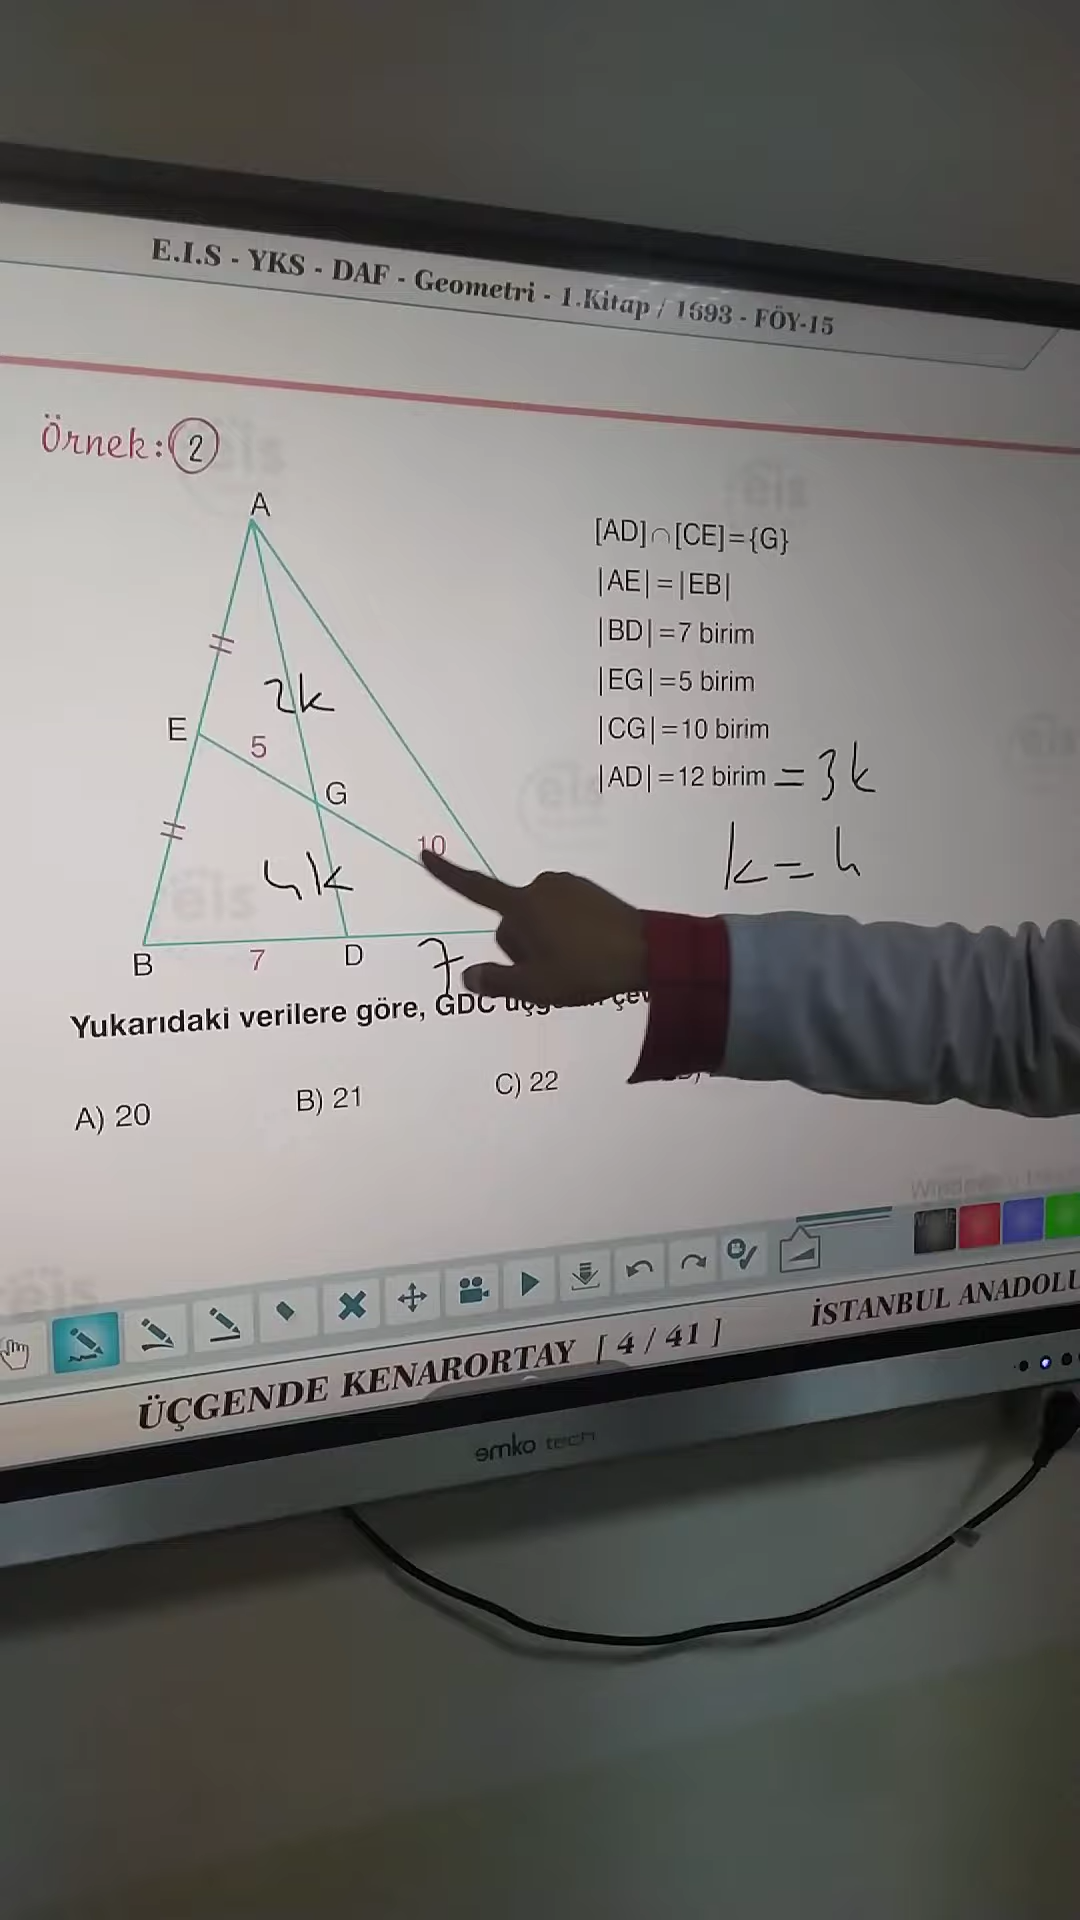 E.I.S - YKS - DAF - Geometri - 1.Kitap / 1693 - FÖY-15
Örnek: 2
A
[AD]∩[CE]={G}
|AE|=|EB|
|BD|=7 birim
|EG|=5 birim
|CG|=10 birim
|AD|=12 birim = 3k
k = 4
2k
E
5
G
10
4k
B
7
D
7
Yukarıdaki verilere göre, GDC
A) 20
B) 21
C) 22
eis
ÜÇGENDE KENARORTAY [ 4 / 41 ]
İSTANBUL ANADOLU
emko tech